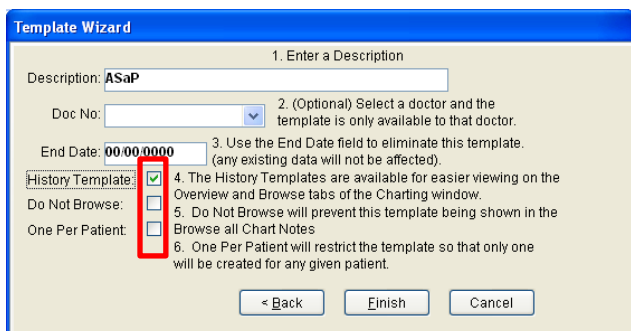 Template Wizard
1. Enter a Description
Description: ASaP
Doc No:
2. (Optional) Select a doctor and the
template is only available to that doctor.
End Date: 00/00/0000
3. Use the End Date field to eliminate this template.
(any existing data will not be affected).
History Template:
4. The History Templates are available for easier viewing on the
Overview and Browse tabs of the Charting window.
Do Not Browse:
5. Do Not Browse will prevent this template being shown in the
Browse all Chart Notes
One Per Patient:
6. One Per Patient will restrict the template so that only one
will be created for any given patient.
< Back
Finish
Cancel